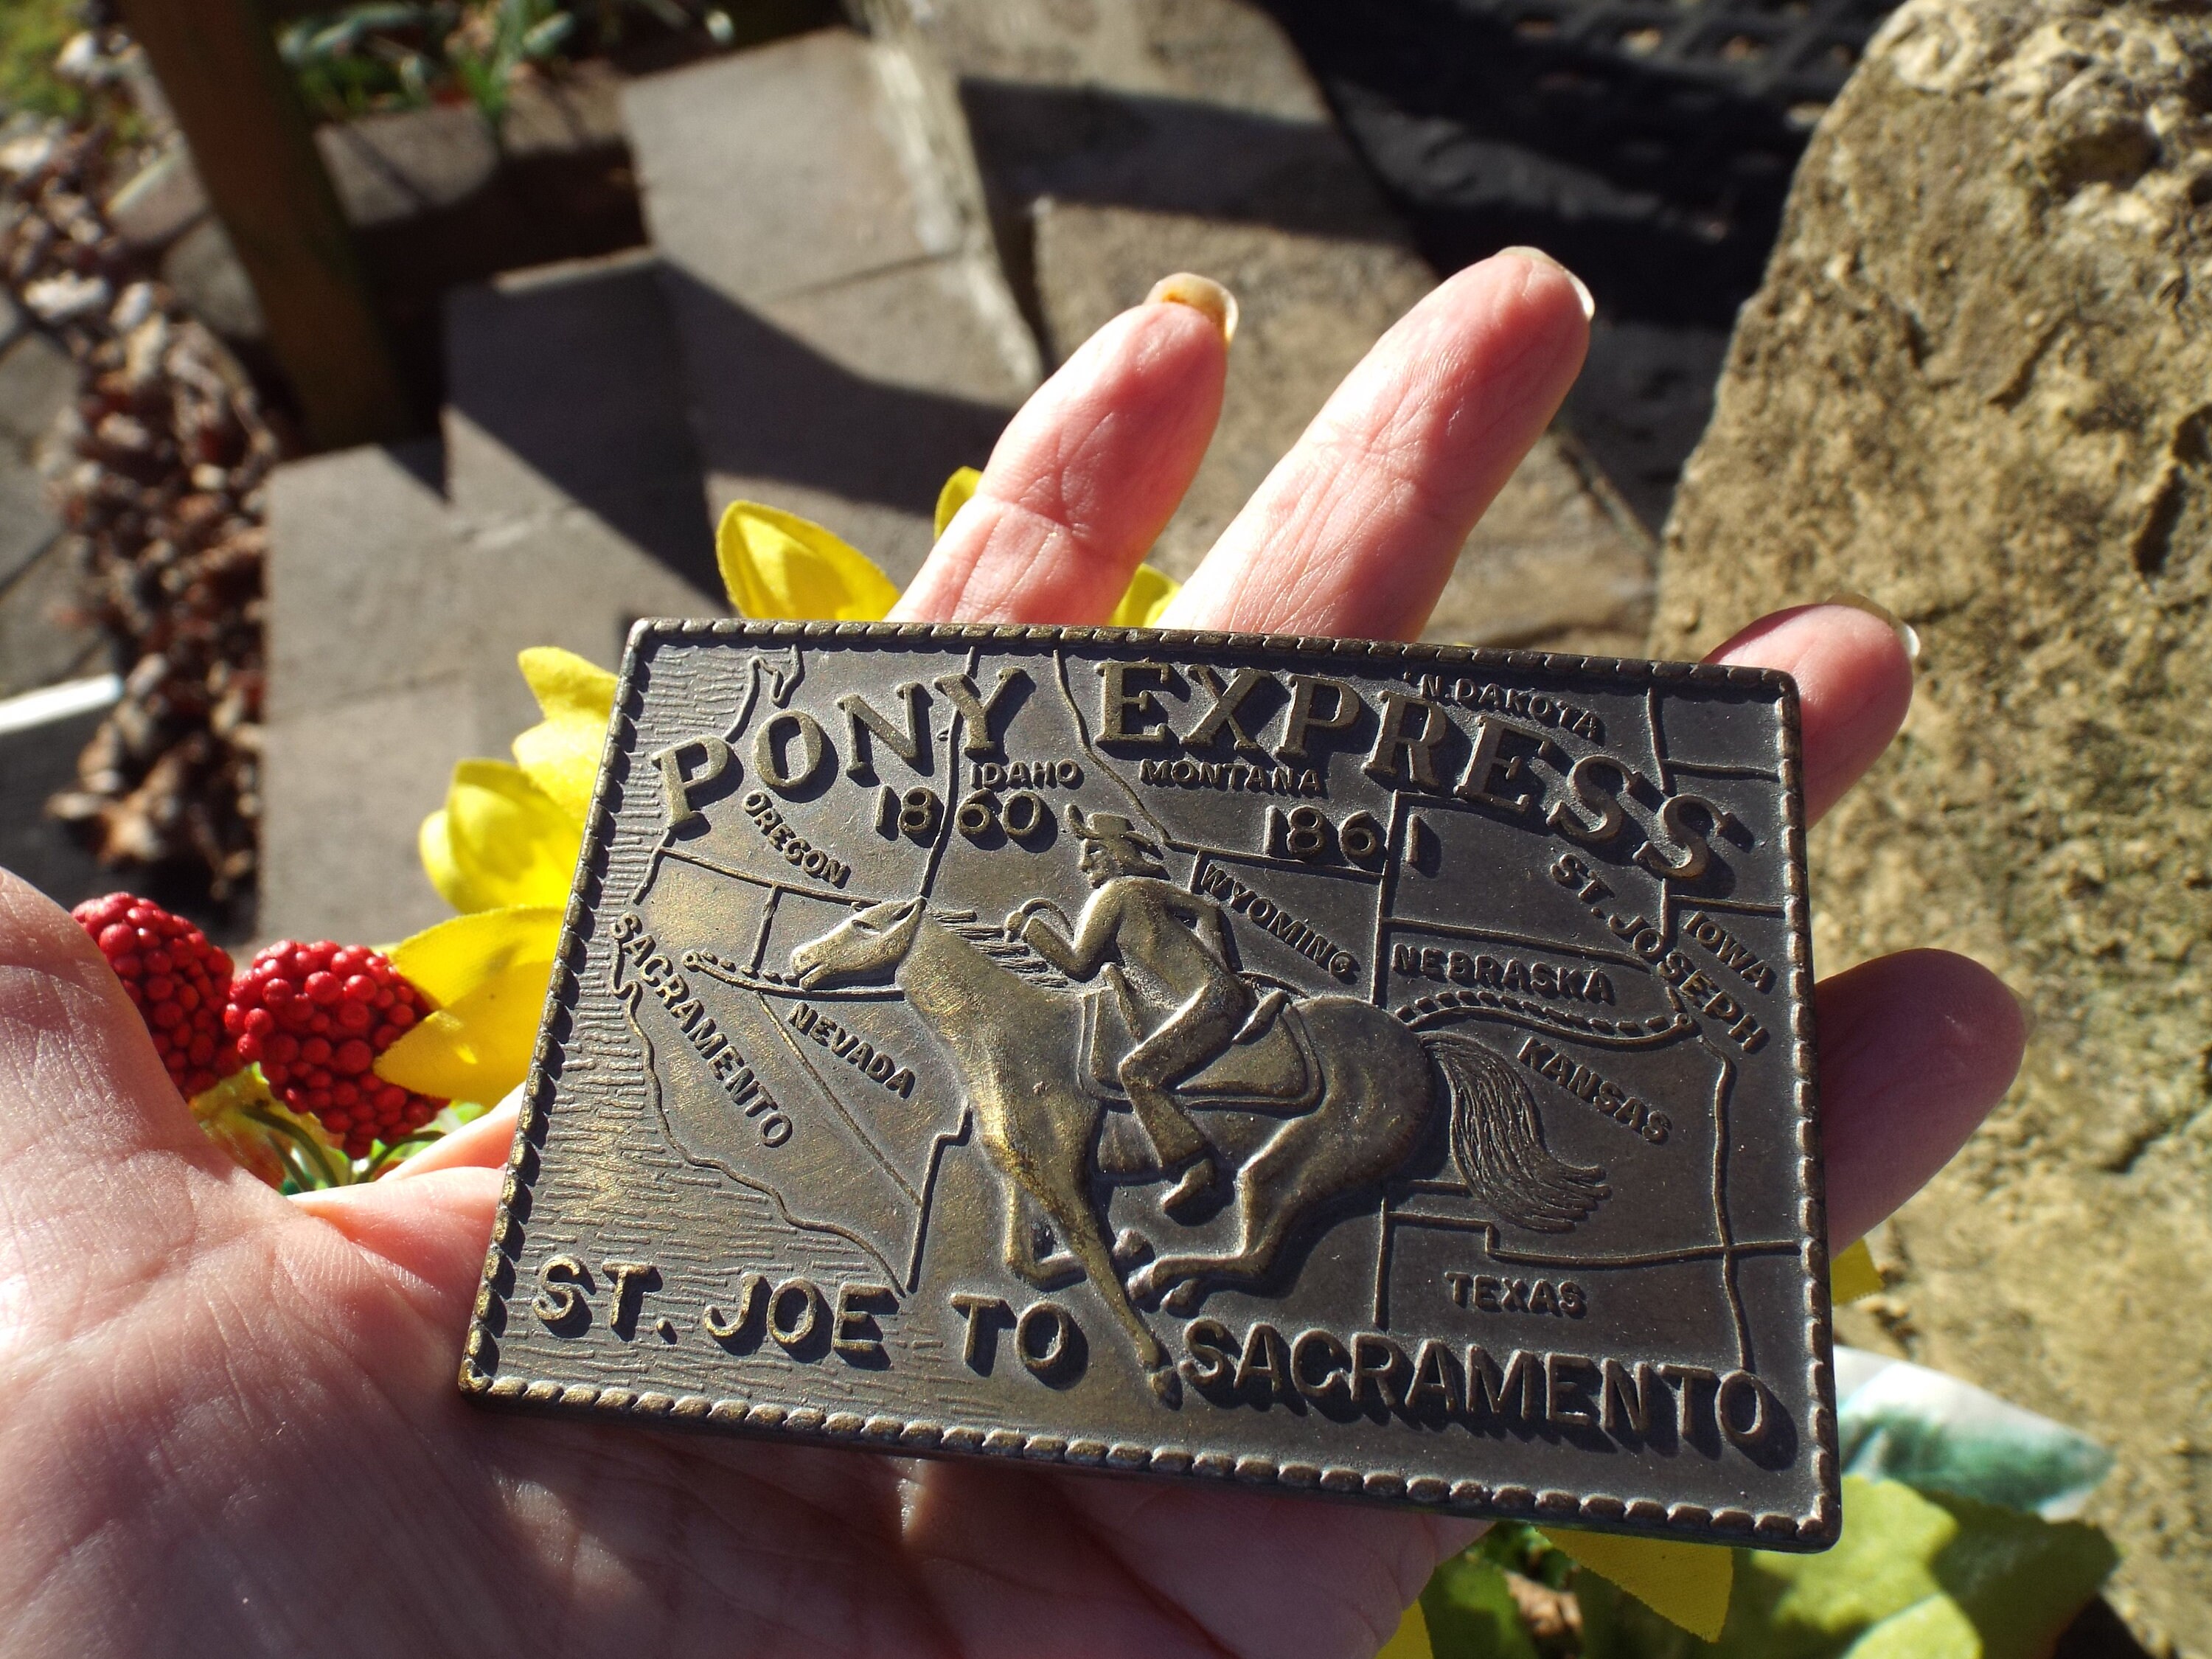 PONY EXPRESS
N. DAKOTA
IDAHO
MONTANA
OREGON
1860
1861
WYOMING
ST. JOSEPH
IOWA
NEBRASKA
SACRAMENTO
NEVADA
KANSAS
TEXAS
ST. JOE TO SACRAMENTO